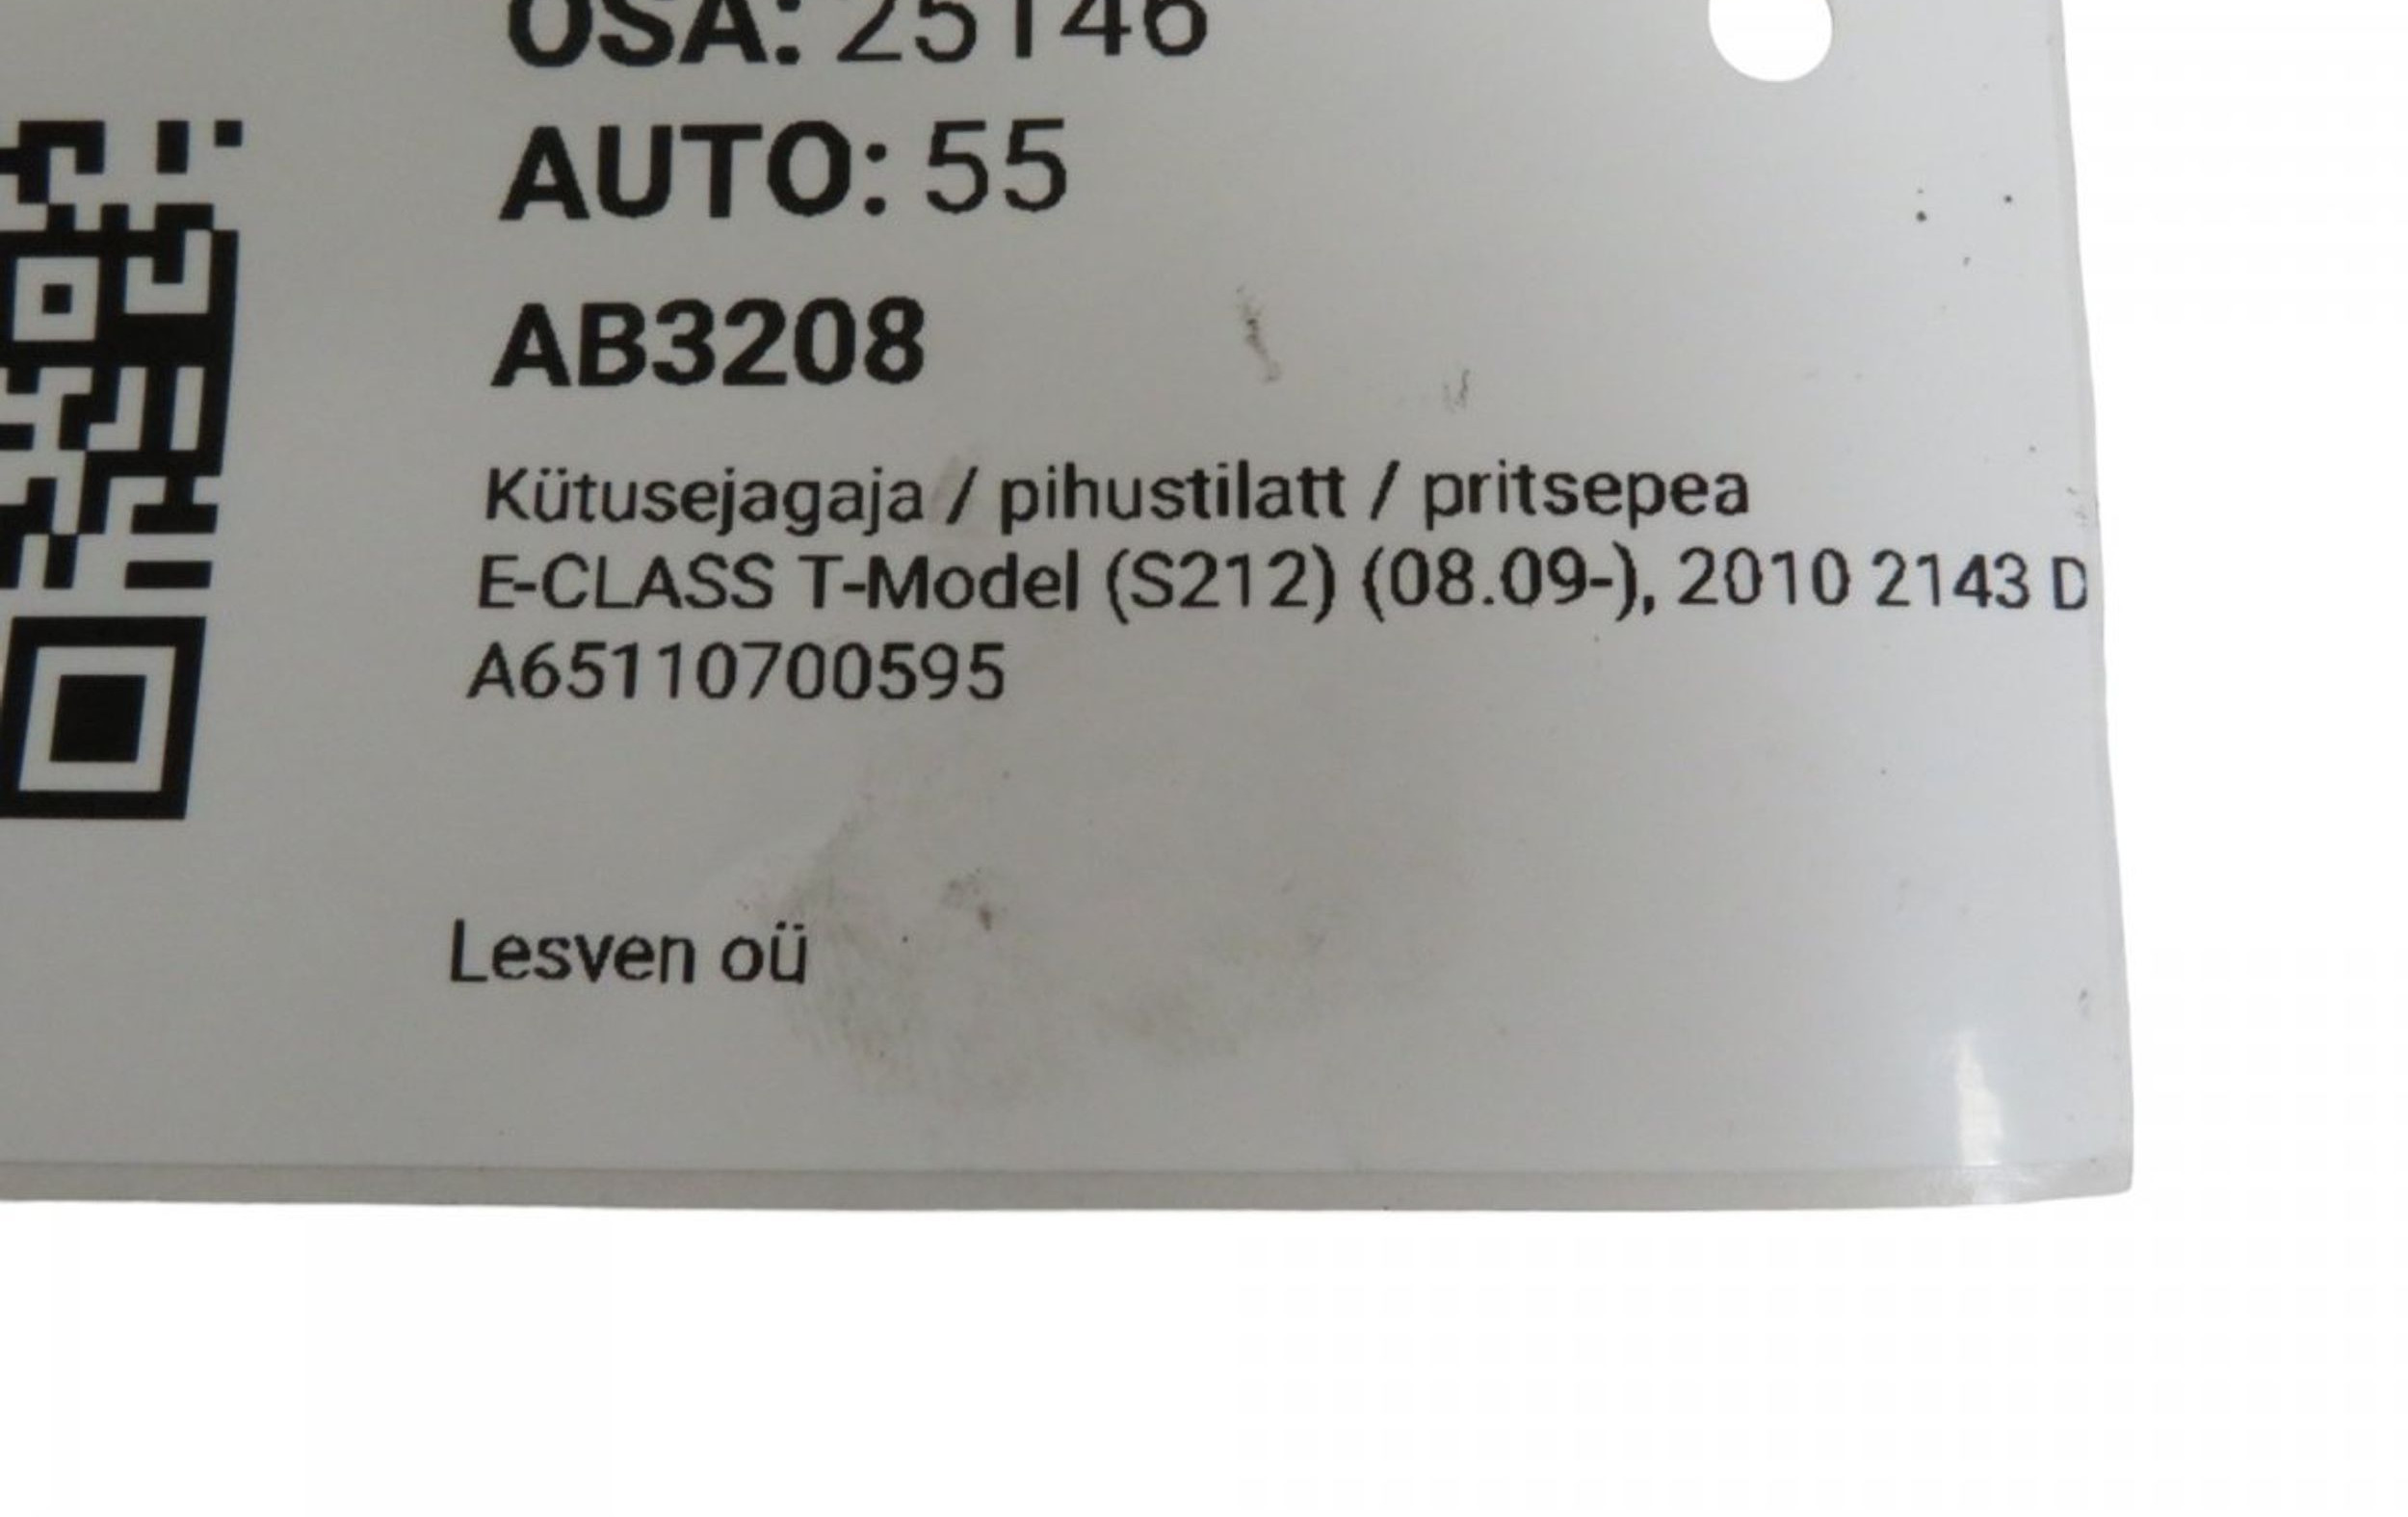 OSA: 25146
AUTO: 55
AB3208
Kütusejagaja / pihustilatt / pritsepea
E-CLASS T-Model (S212) (08.09-), 2010 2143 D
A65110700595
Lesven oü